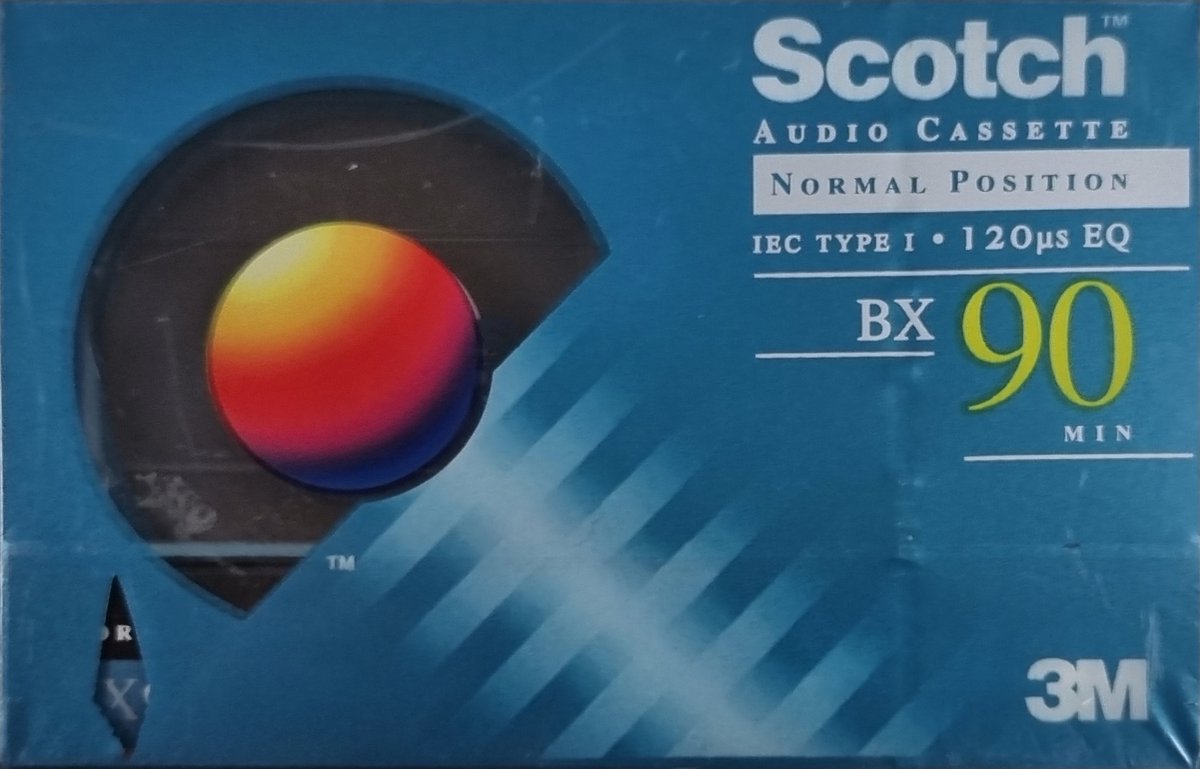 Scotch™
AUDIO CASSETTE
NORMAL POSITION
IEC TYPE I • 120µs EQ
BX 90
MIN
TM
R
X
3M